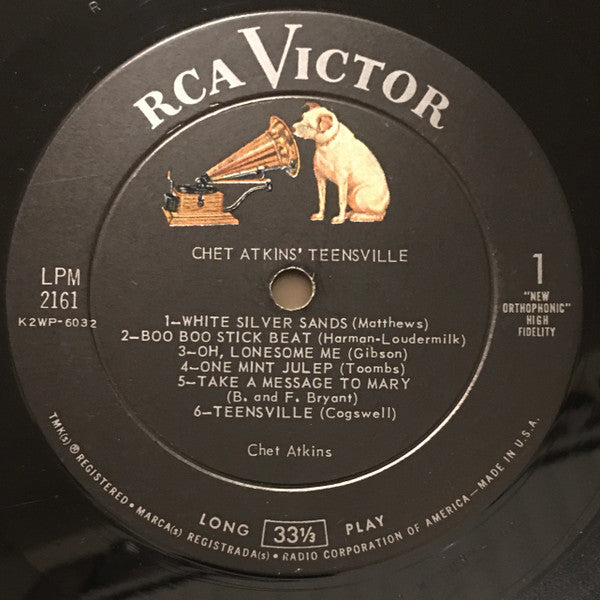 R
RCA VICTOR
CHET ATKINS' TEENSVILLE
LPM
2161
K2WP-6032
1
"NEW
ORTHOPHONIC"
HIGH
FIDELITY
1—WHITE SILVER SANDS (Matthews)
2—BOO BOO STICK BEAT (Harman-Loudermilk)
3—OH, LONESOME ME (Gibson)
4—ONE MINT JULEP (Toombs)
5—TAKE A MESSAGE TO MARY
(B. and F. Bryant)
6—TEENSVILLE (Cogswell)
Chet Atkins
LONG 33⅓ PLAY
TMK(s) ® REGISTERED • MARCA(s) REGISTRADA(s) • RADIO CORPORATION OF AMERICA—MADE IN U.S.A.